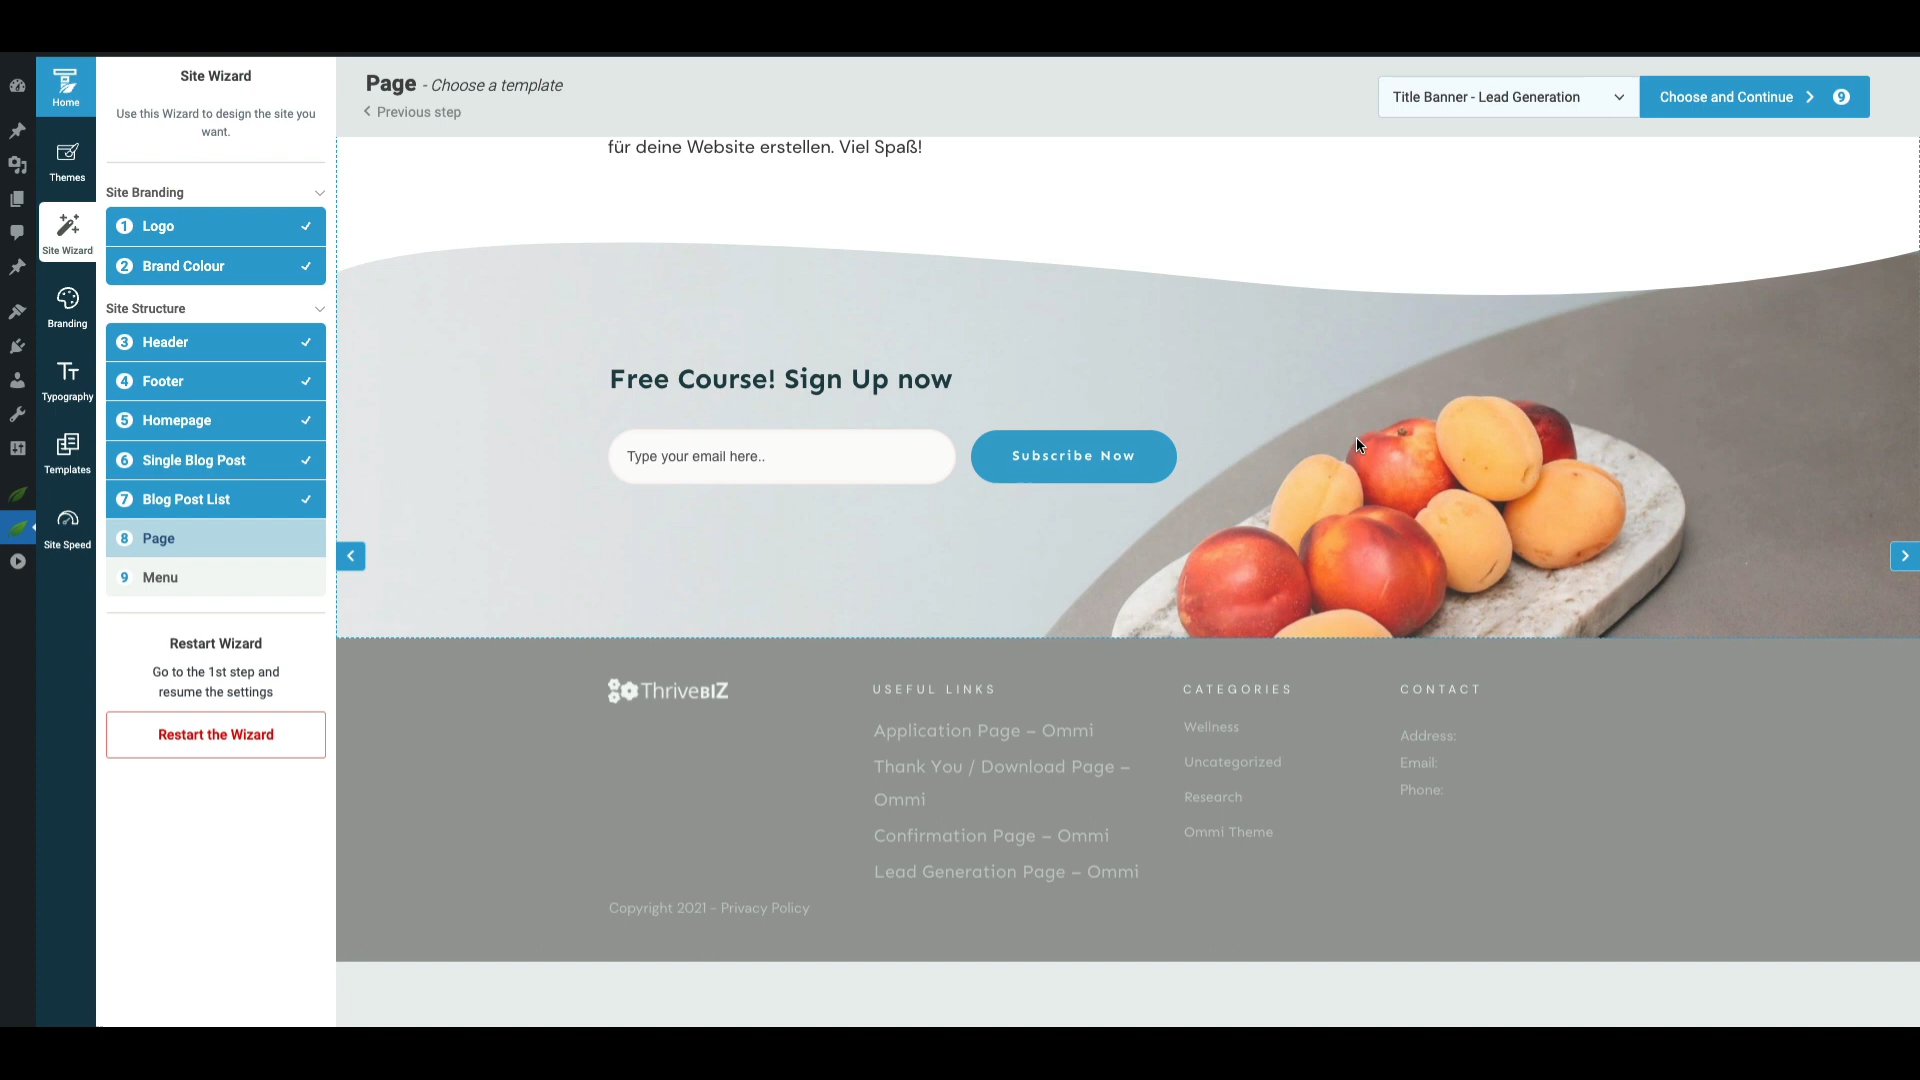 Home
Themes
Site Wizard
Branding
Typography
Templates
Site Speed
Site Wizard
Use this Wizard to design the site you
want.
Site Branding
1 Logo
2 Brand Colour
Site Structure
3 Header
4 Footer
5 Homepage
6 Single Blog Post
7 Blog Post List
8 Page
9 Menu
Restart Wizard
Go to the 1st step and
resume the settings
Restart the Wizard
Page - Choose a template
Previous step
Title Banner - Lead Generation
Choose and Continue 9
für deine Website erstellen. Viel Spaß!
Free Course! Sign Up now
Type your email here..
Subscribe Now
ThriveBIZ
USEFUL LINKS
Application Page – Ommi
Thank You / Download Page –
Ommi
Confirmation Page – Ommi
Lead Generation Page – Ommi
CATEGORIES
Wellness
Uncategorized
Research
Ommi Theme
CONTACT
Address:
Email:
Phone:
Copyright 2021 - Privacy Policy